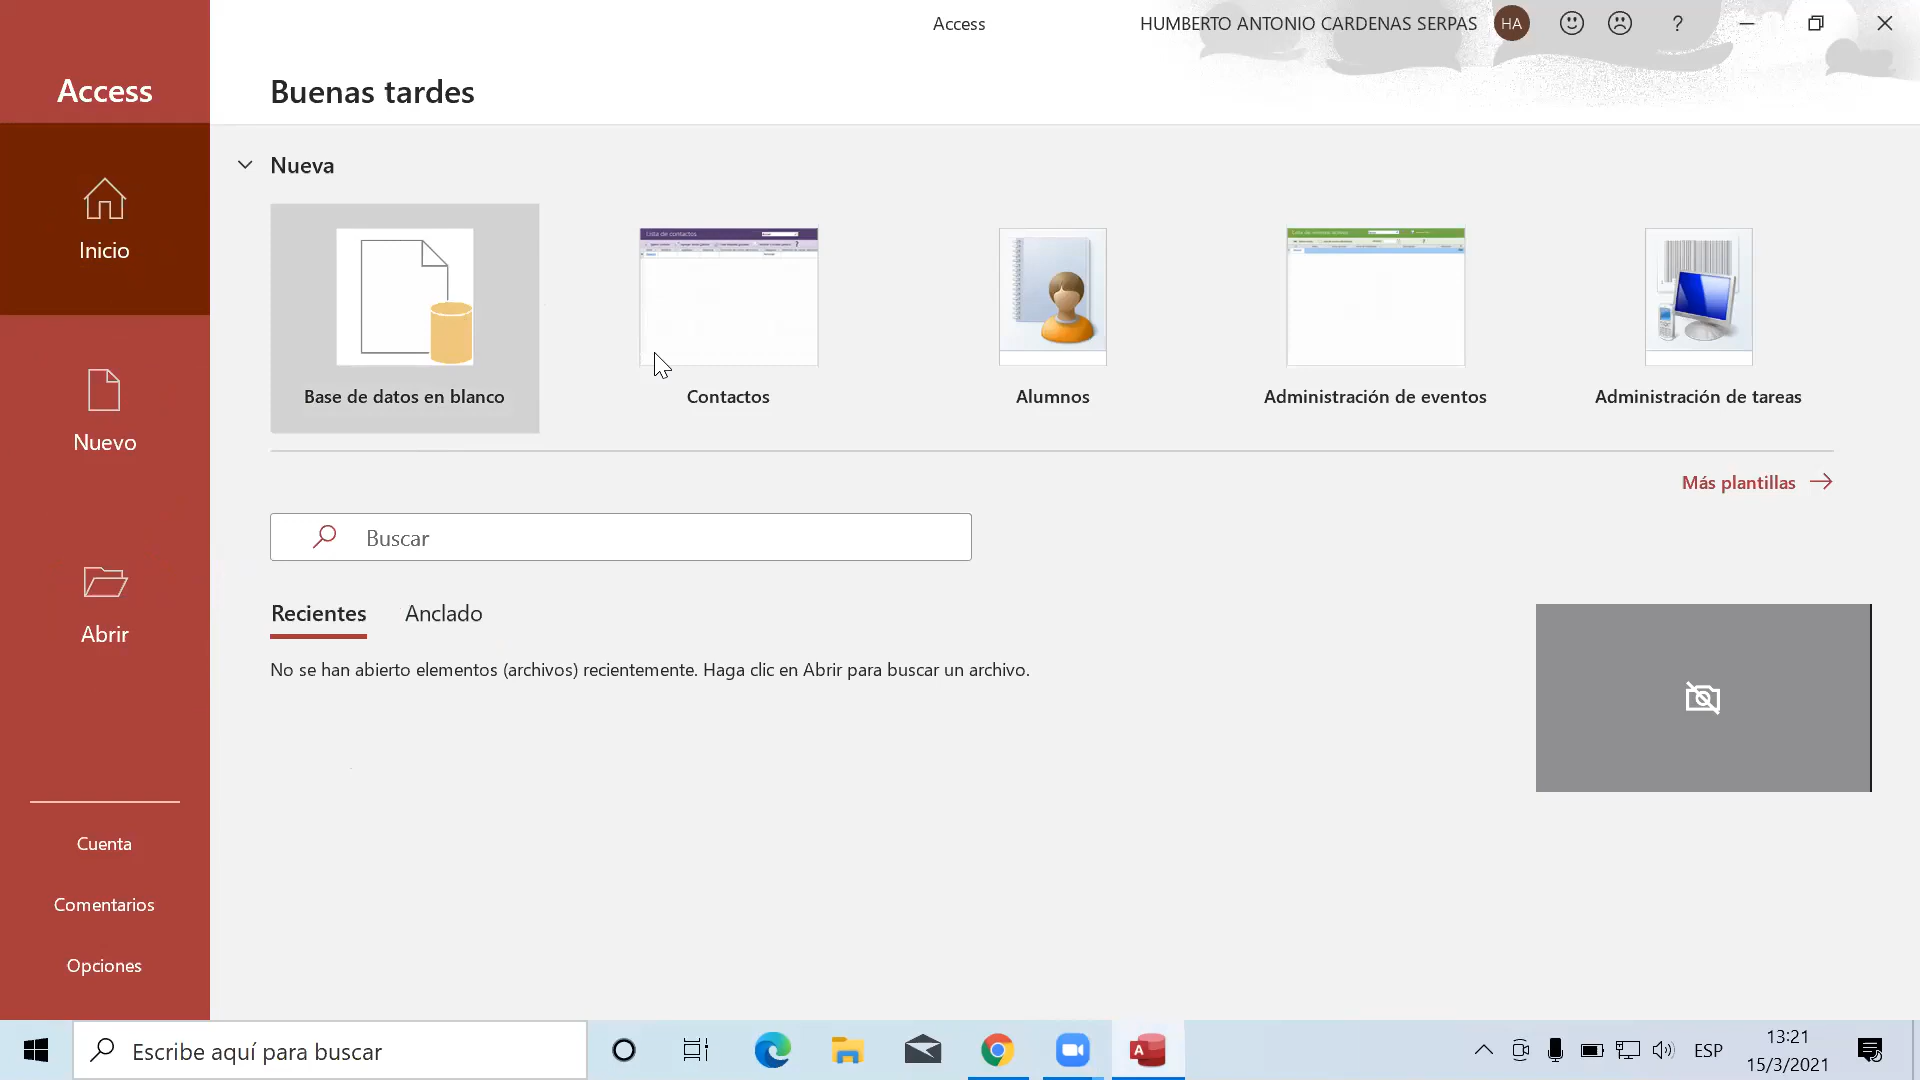 Access
HUMBERTO ANTONIO CARDENAS SERPAS
HA
?
Access
Buenas tardes
Nueva
Inicio
Lista de contactos
Base de datos en blanco
Contactos
Alumnos
Administración de eventos
Administración de tareas
Nuevo
Más plantillas
Buscar
Recientes
Anclado
Abrir
No se han abierto elementos (archivos) recientemente. Haga clic en Abrir para buscar un archivo.
Cuenta
Comentarios
Opciones
Escribe aquí para buscar
A
ESP
13:21
15/3/2021